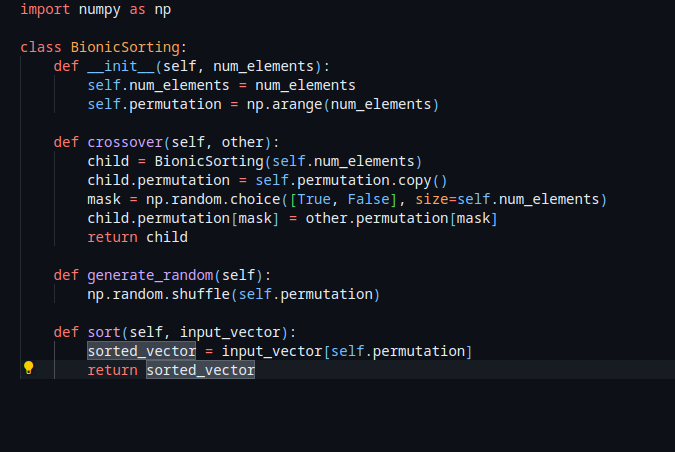 import numpy as np
class BionicSorting:
def __init__(self, num_elements):
self.num_elements = num_elements
self.permutation = np.arange(num_elements)
def crossover(self, other):
child = BionicSorting(self.num_elements)
child.permutation = self.permutation.copy()
mask = np.random.choice([True, False], size=self.num_elements)
child.permutation[mask] = other.permutation[mask]
return child
def generate_random(self):
np.random.shuffle(self.permutation)
def sort(self, input_vector):
sorted_vector = input_vector[self.permutation]
return sorted_vector